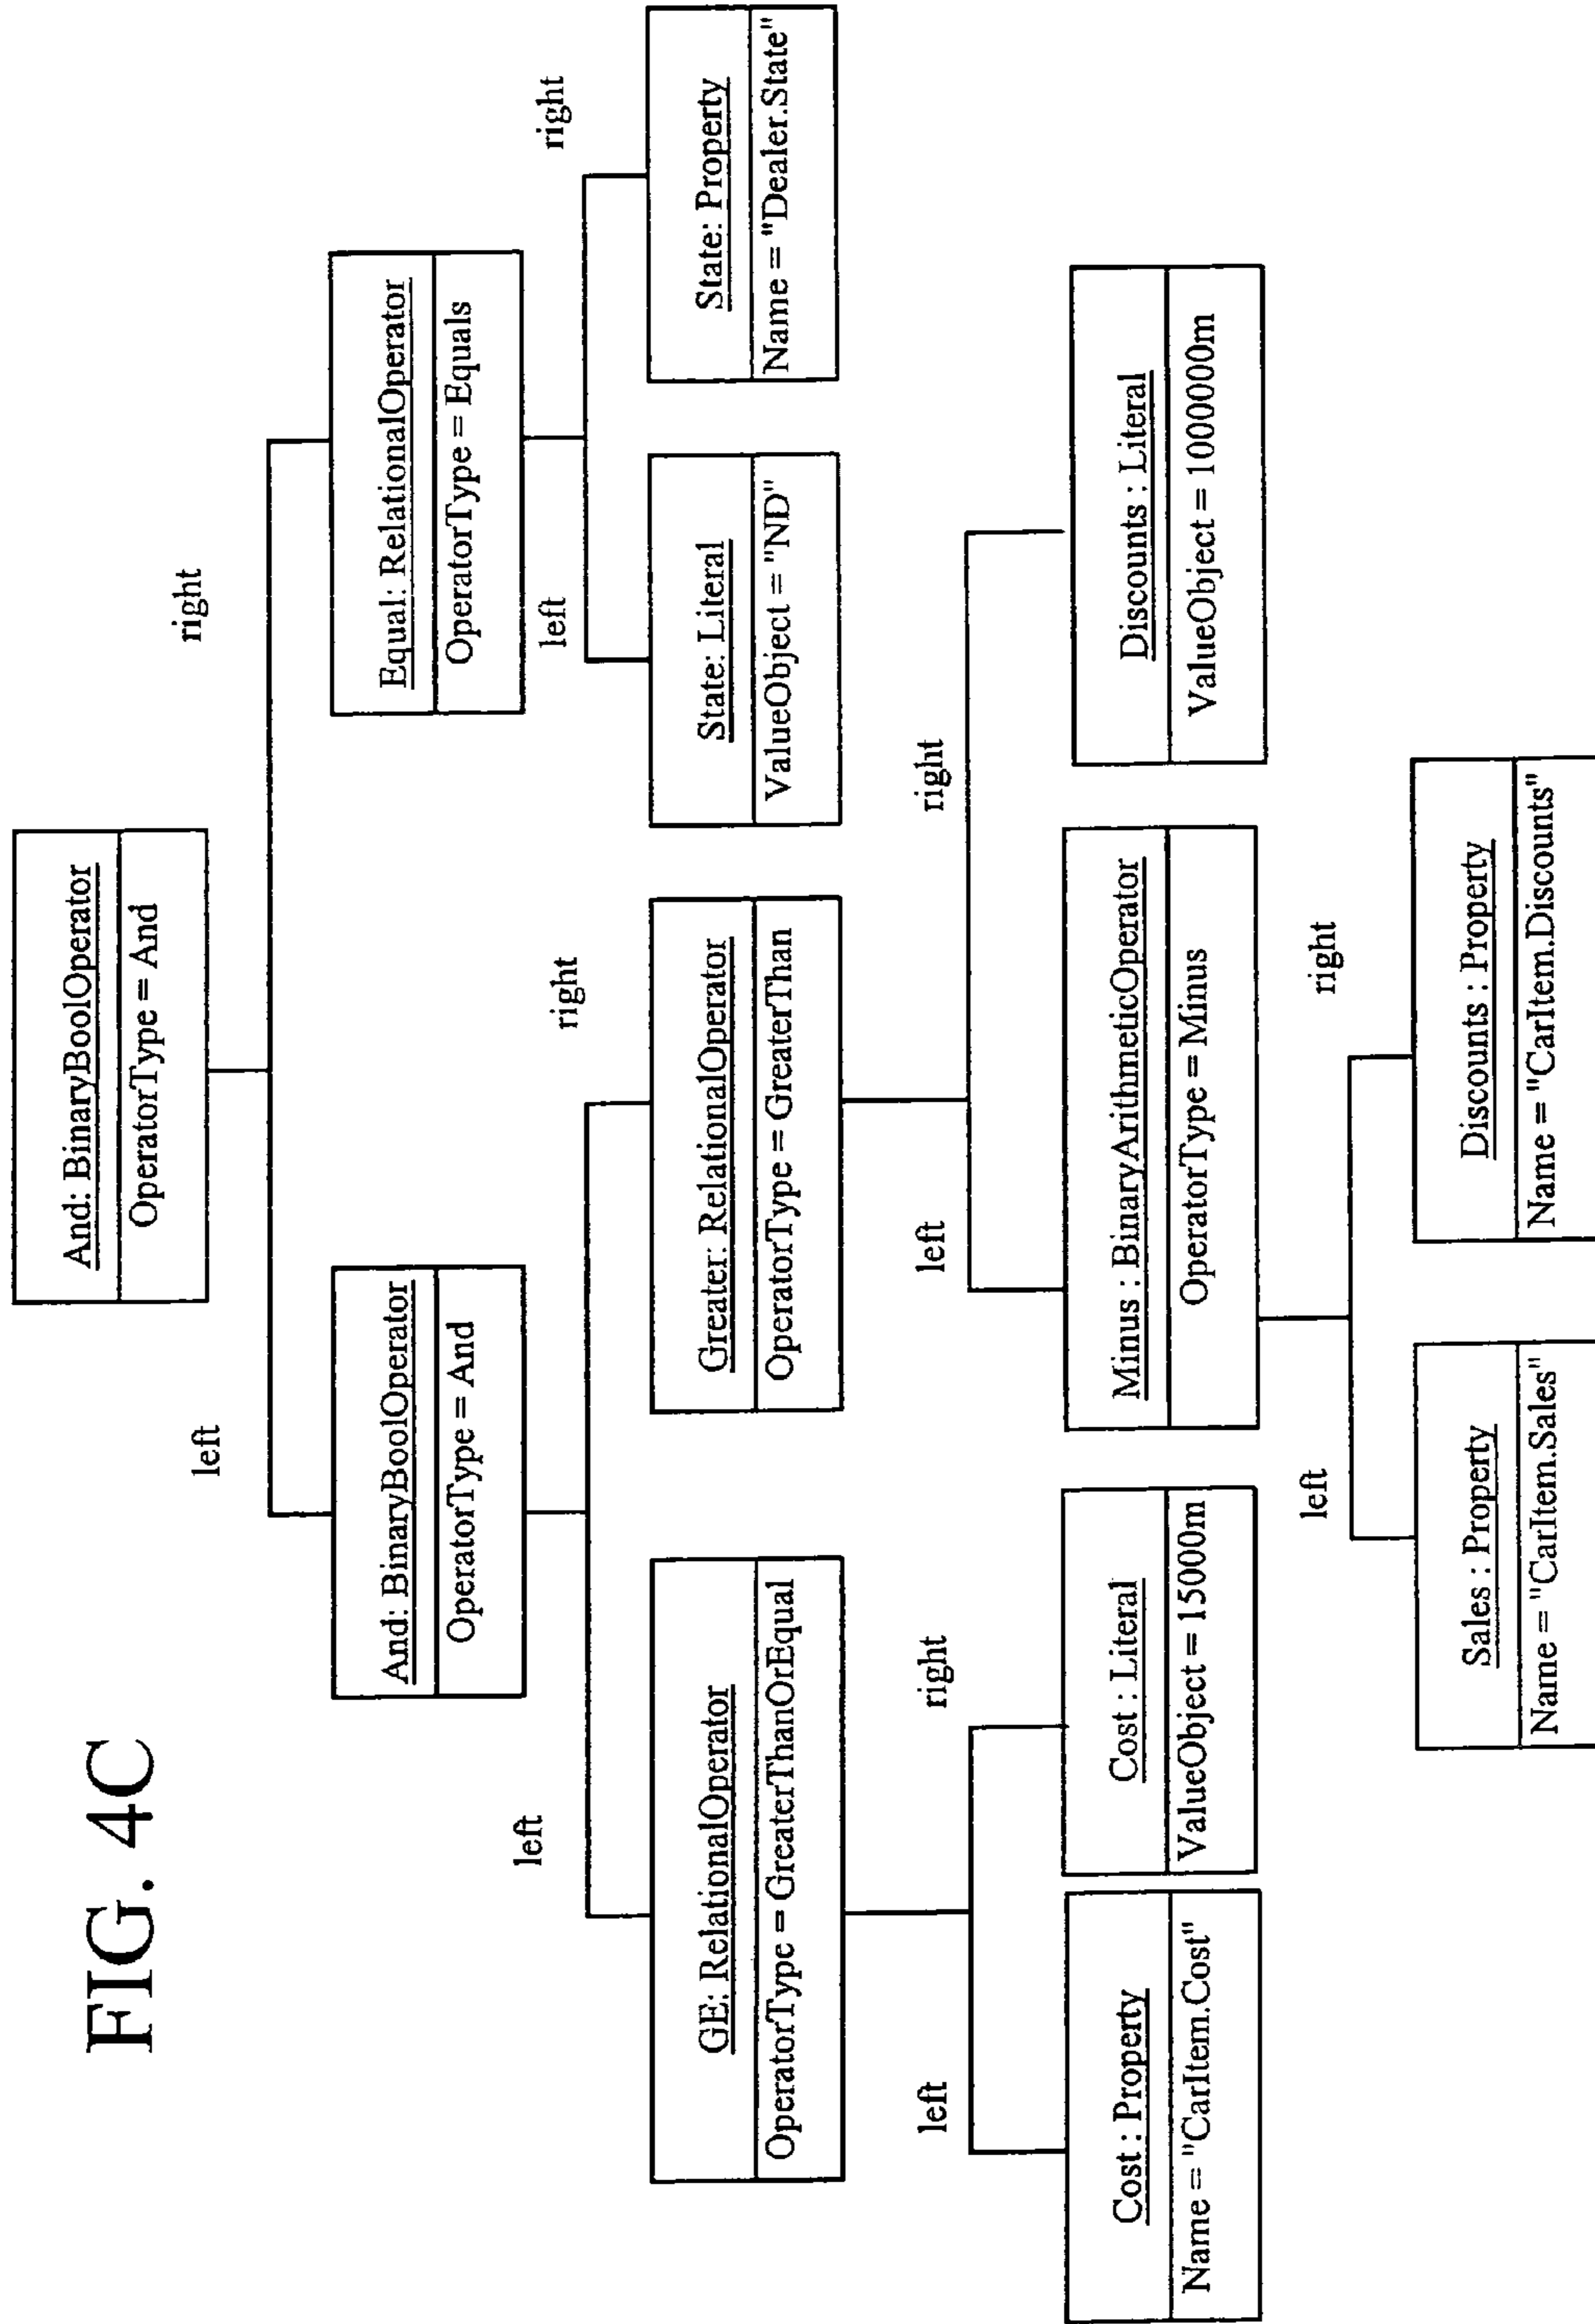 FIG. 4C
And: BinaryBoolOperator
OperatorType = And
left
right
And: BinaryBoolOperator
OperatorType = And
Equal: RelationalOperator
OperatorType = Equals
left
right
left
right
GE: RelationalOperator
OperatorType = GreaterThanOrEqual
Greater: RelationalOperator
OperatorType = GreaterThan
State: Literal
ValueObject = "ND"
State: Property
Name = "Dealer.State"
left
right
left
right
Cost : Property
Name = "CarItem.Cost"
Cost : Literal
ValueObject = 15000m
Minus : BinaryArithmeticOperator
OperatorType = Minus
Discounts : Literal
ValueObject = 100000m
left
right
Sales : Property
Name = "CarItem.Sales"
Discounts : Property
Name = "CarItem.Discounts"